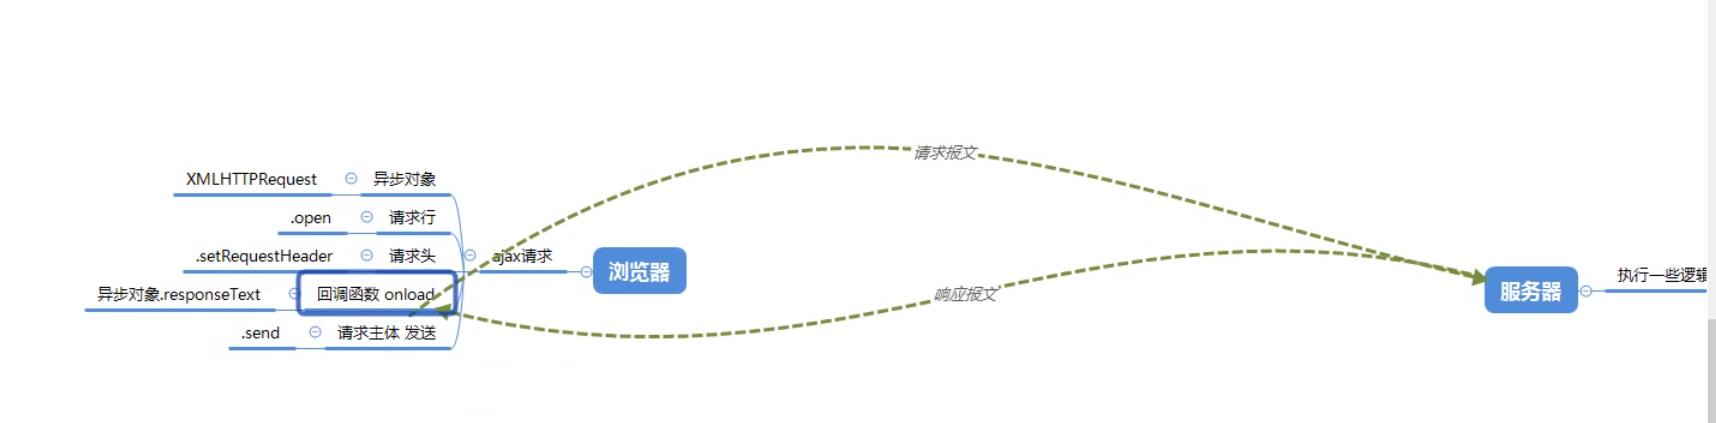 请求报文
XMLHTTPRequest 异步对象
.open 请求行
.setRequestHeader 请求头 ajax请求
浏览器
异步对象.responseText 回调函数 onload
响应报文
服务器 执行一些逻辑
.send 请求主体 发送